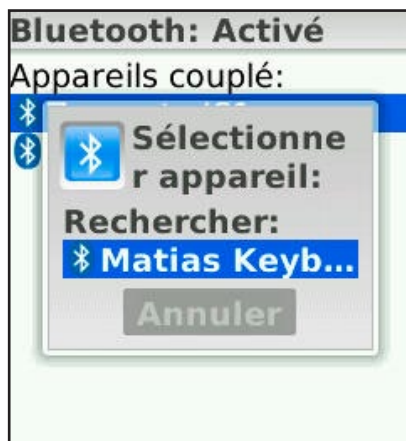 Bluetooth: Activé
Appareils couplé:
Sélectionne
r appareil:
Rechercher:
Matias Keyb...
Annuler